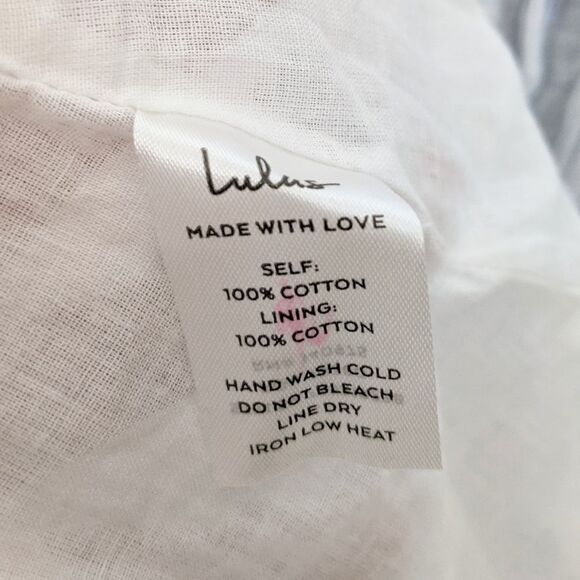 Lulus
MADE WITH LOVE
SELF:
100% COTTON
LINING:
100% COTTON
HAND WASH COLD
DO NOT BLEACH
LINE DRY
IRON LOW HEAT